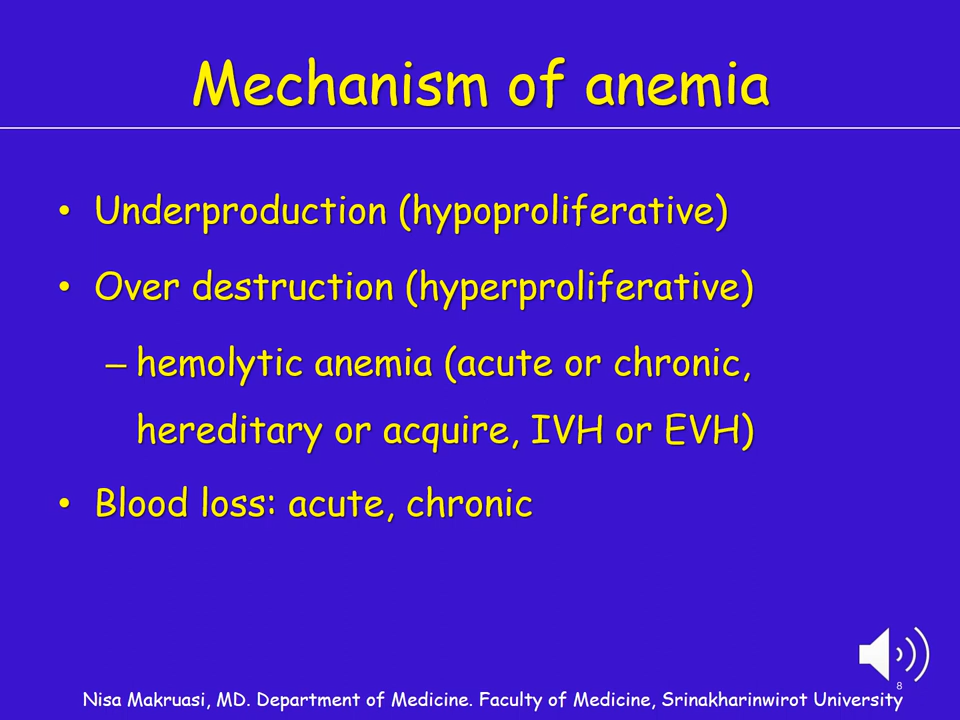 Mechanism of anemia
• Underproduction (hypoproliferative)
• Over destruction (hyperproliferative)
– hemolytic anemia (acute or chronic,
hereditary or acquire, IVH or EVH)
• Blood loss: acute, chronic
8
Nisa Makruasi, MD. Department of Medicine. Faculty of Medicine, Srinakharinwirot University